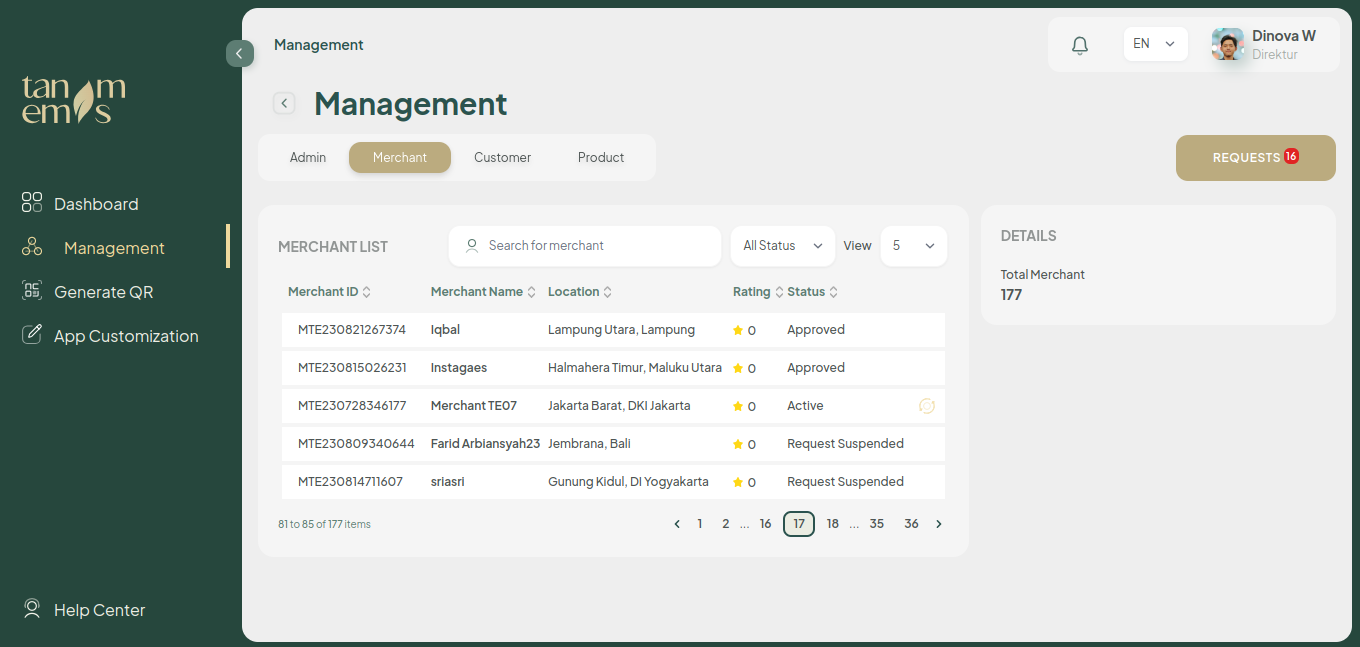 Management
EN
Dinova W
Direktur
tanam
emas
Management
Admin
Merchant
Customer
Product
REQUESTS 16
Dashboard
Management
Generate QR
App Customization
Help Center
MERCHANT LIST
Search for merchant
All Status
View
5
Merchant ID Merchant Name Location Rating Status
MTE230821267374 Iqbal Lampung Utara, Lampung 0 Approved
MTE230815026231 Instagaes Halmahera Timur, Maluku Utara 0 Approved
MTE230728346177 Merchant TE07 Jakarta Barat, DKI Jakarta 0 Active
MTE230809340644 Farid Arbiansyah23 Jembrana, Bali 0 Request Suspended
MTE230814711607 sriasri Gunung Kidul, DI Yogyakarta 0 Request Suspended
81 to 85 of 177 items
1 2 ... 16 17 18 ... 35 36
DETAILS
Total Merchant
177